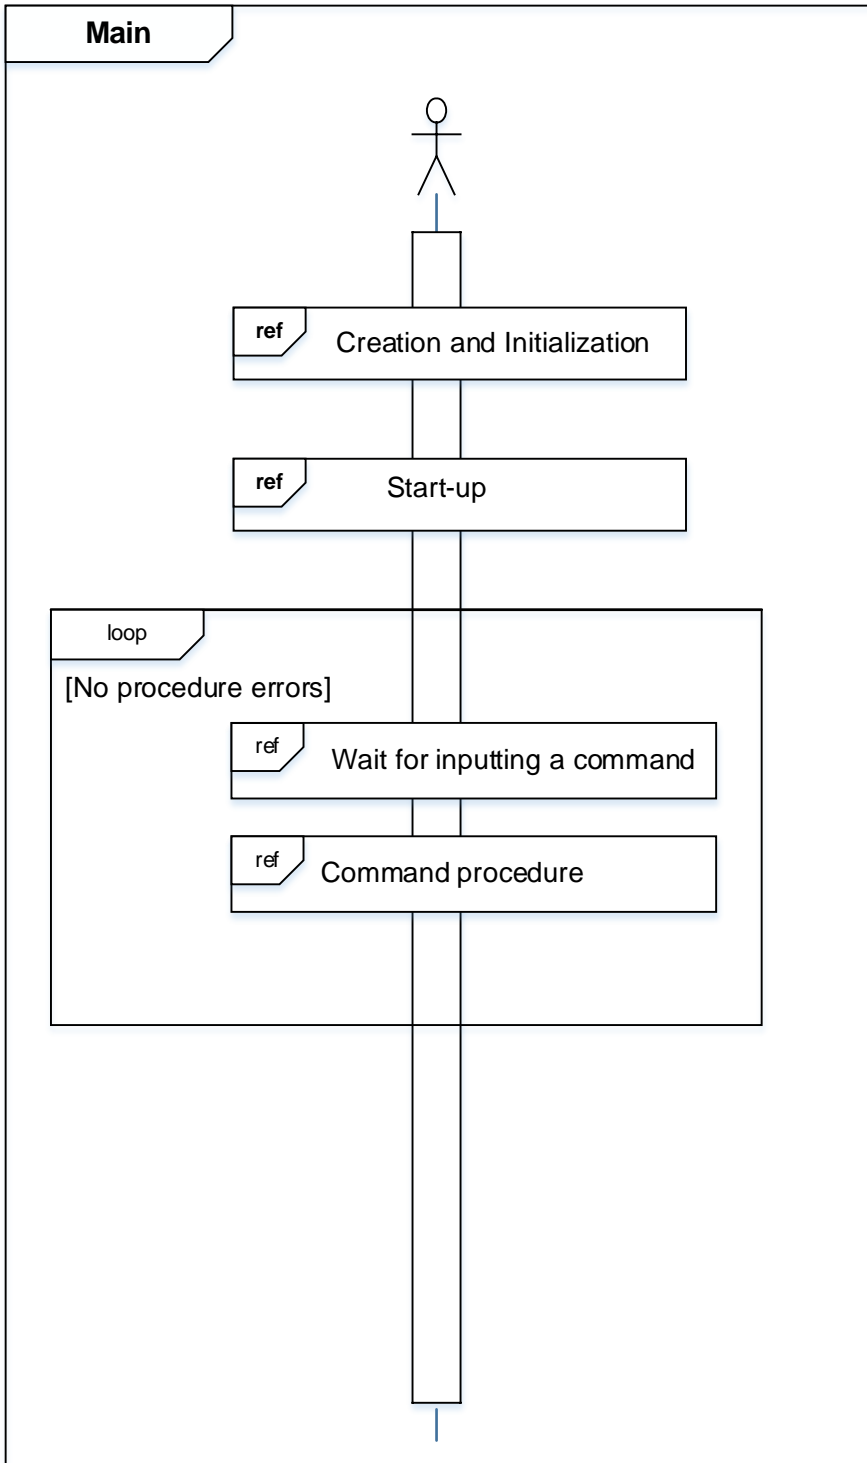 Main
ref
Creation and Initialization
ref
Start-up
loop
[No procedure errors]
ref
Wait for inputting a command
ref
Command procedure